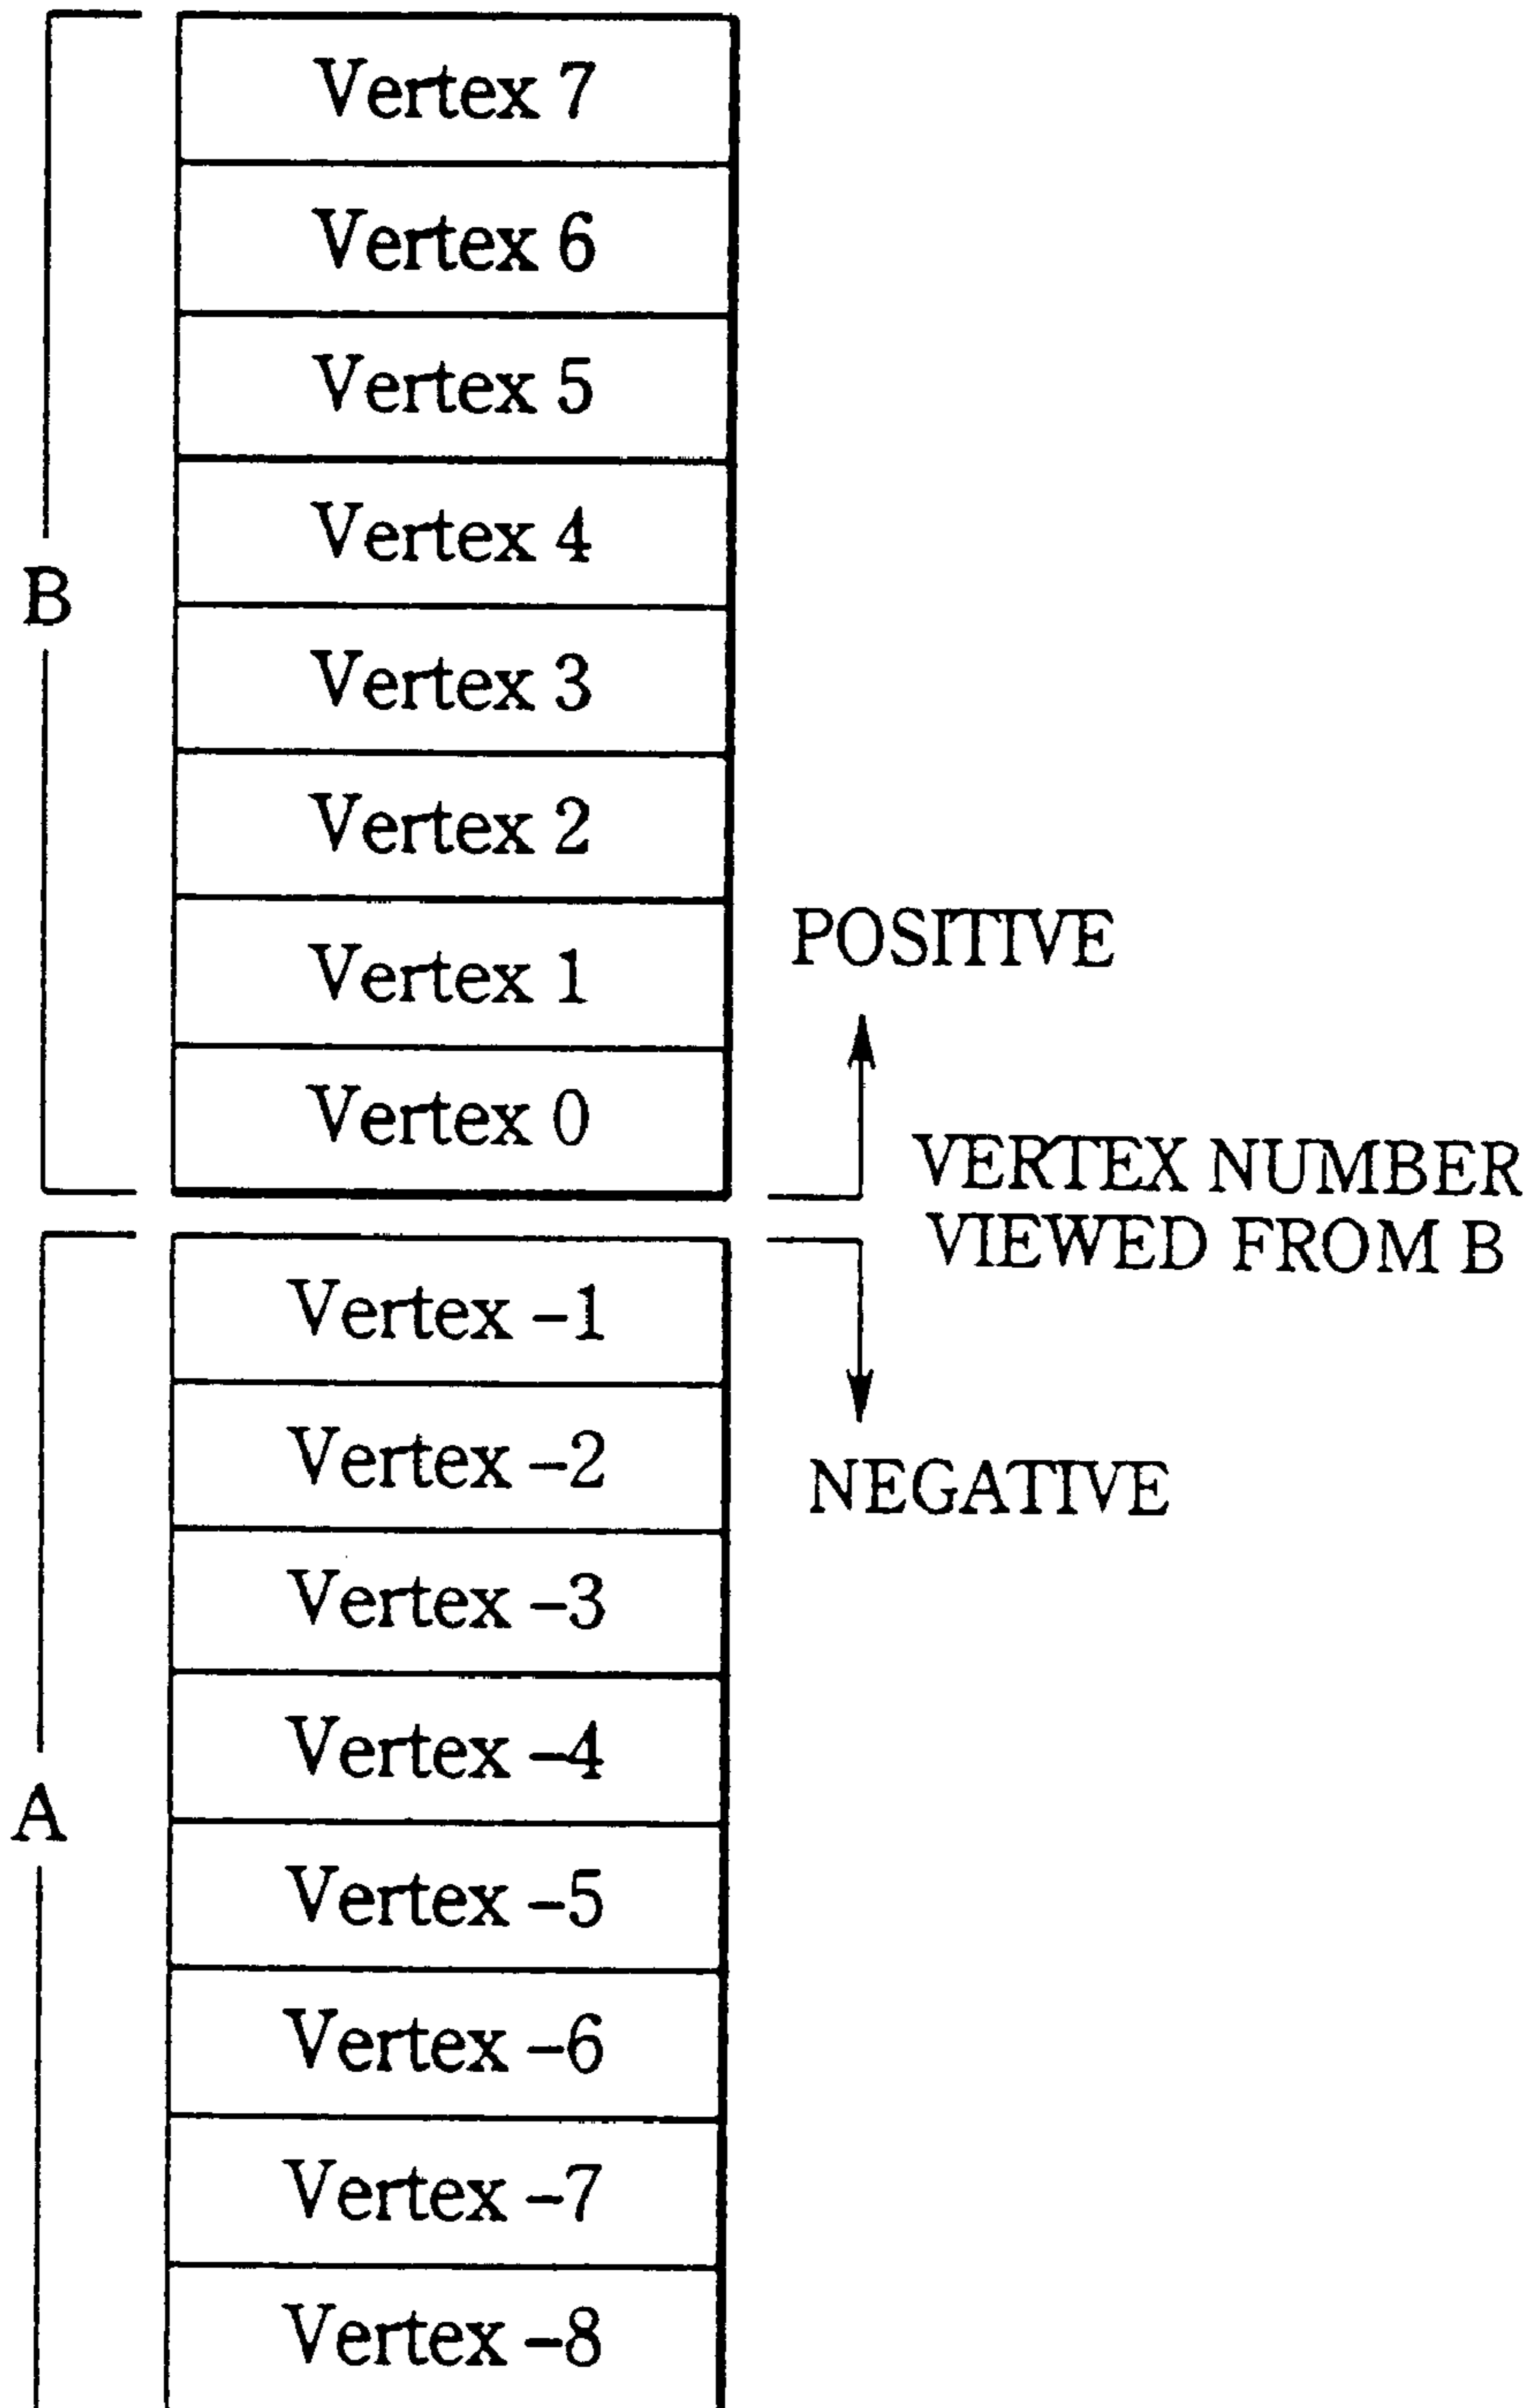 Vertex 7
Vertex 6
Vertex 5
Vertex 4
B
Vertex 3
Vertex 2
Vertex 1
POSITIVE
Vertex 0
VERTEX NUMBER
VIEWED FROM B
Vertex -1
Vertex -2
NEGATIVE
Vertex -3
Vertex -4
A
Vertex -5
Vertex -6
Vertex -7
Vertex -8